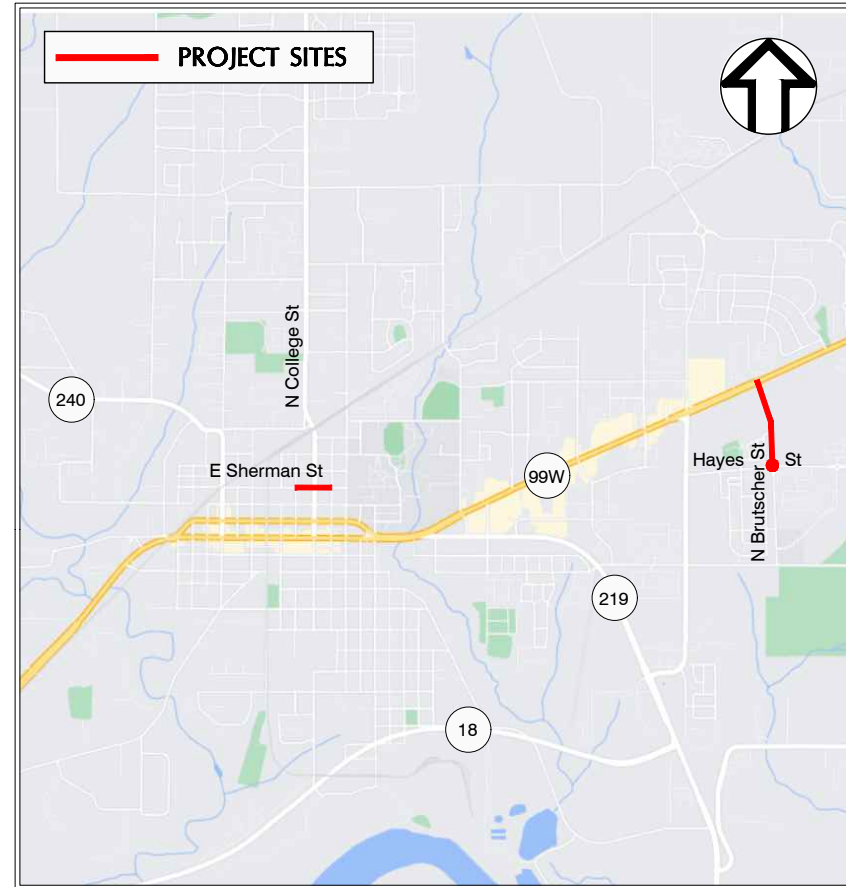 PROJECT SITES
N College St
240
E Sherman St
99W
Hayes St
N Brutscher St
219
18